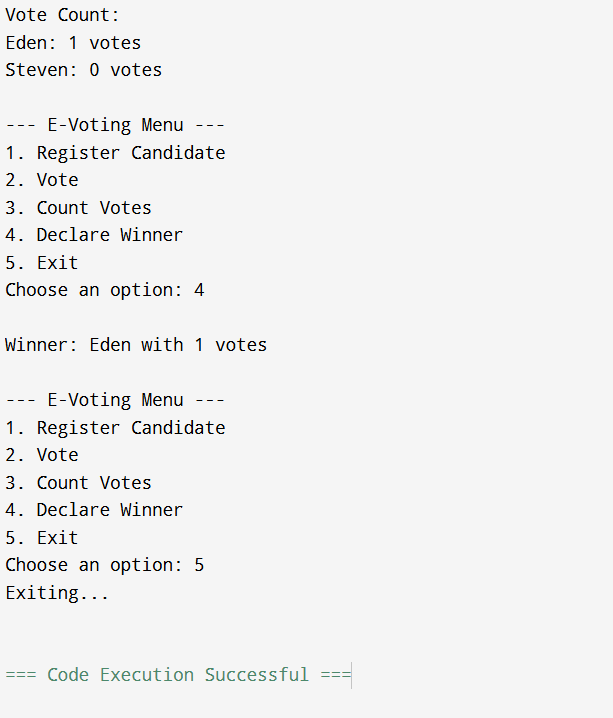 Vote Count:
Eden: 1 votes
Steven: 0 votes
--- E-Voting Menu ---
1. Register Candidate
2. Vote
3. Count Votes
4. Declare Winner
5. Exit
Choose an option: 4
Winner: Eden with 1 votes
--- E-Voting Menu ---
1. Register Candidate
2. Vote
3. Count Votes
4. Declare Winner
5. Exit
Choose an option: 5
Exiting...
=== Code Execution Successful ===